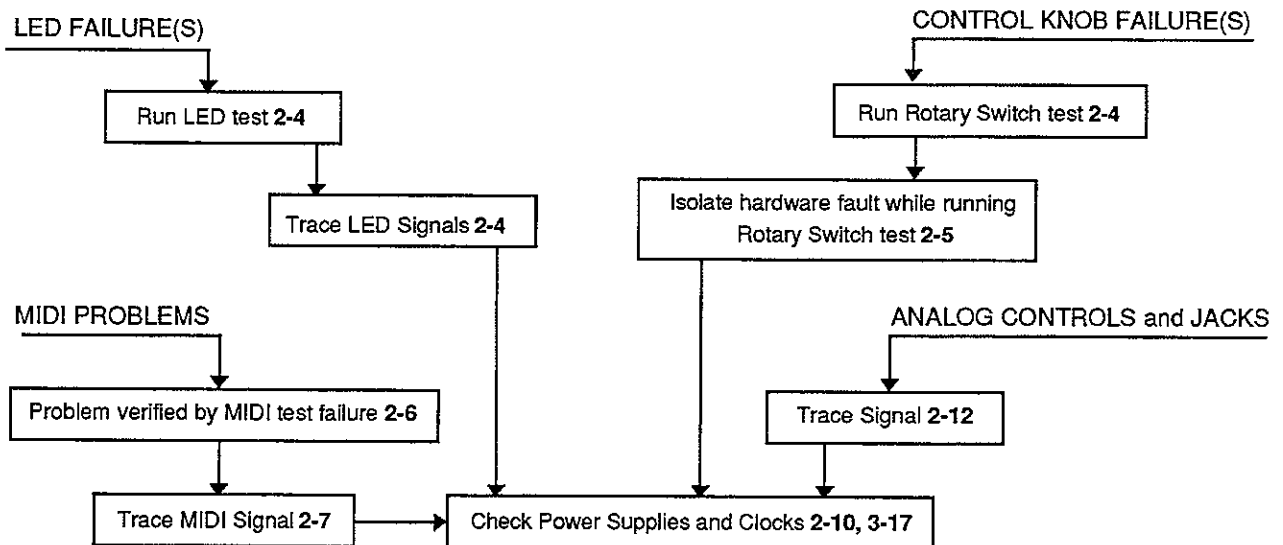 LED FAILURE(S)
Run LED test 2-4
Trace LED Signals 2-4
CONTROL KNOB FAILURE(S)
Run Rotary Switch test 2-4
Isolate hardware fault while running
Rotary Switch test 2-5
MIDI PROBLEMS
Problem verified by MIDI test failure 2-6
Trace MIDI Signal 2-7
ANALOG CONTROLS and JACKS
Trace Signal 2-12
Check Power Supplies and Clocks 2-10, 3-17